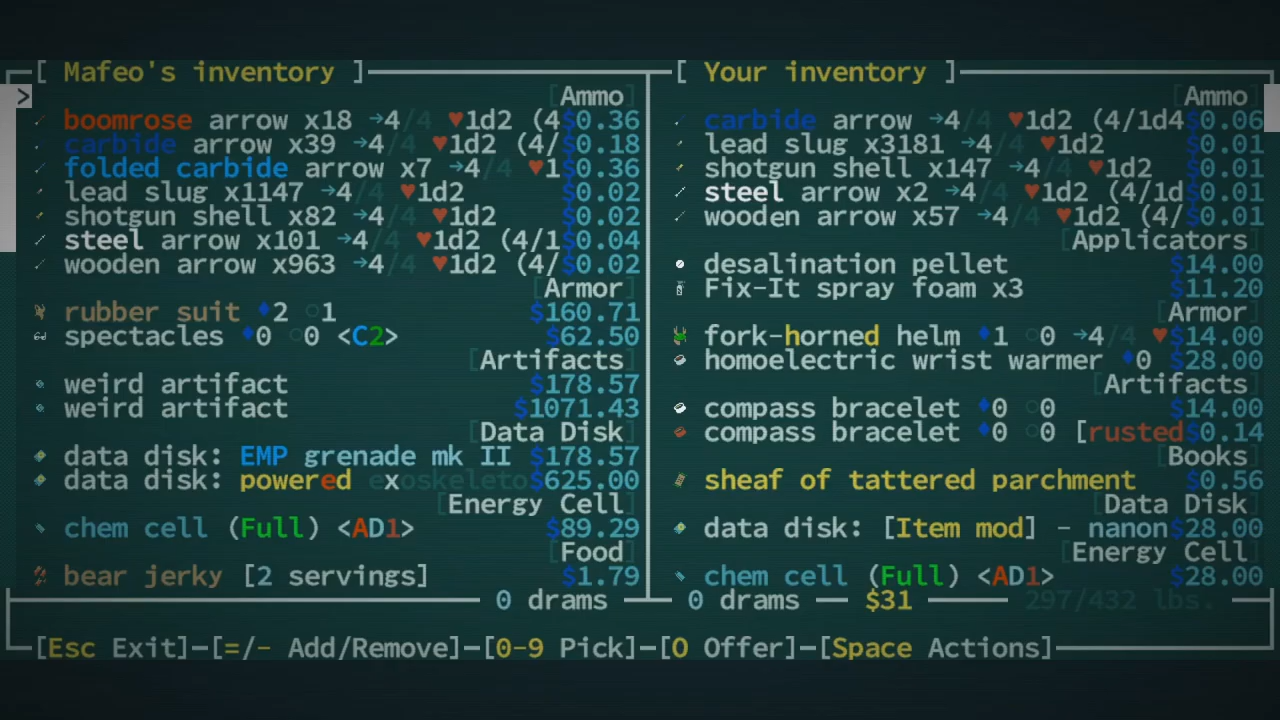 [ Mafeo's inventory ]
>
[Ammo]
boomrose arrow x18 →4/4 ♥1d2 (4 $0.36
carbide arrow x39 →4/4 ♥1d2 (4/ $0.18
folded carbide arrow x7 →4/4 ♥1 $0.36
lead slug x1147 →4/4 ♥1d2 $0.02
shotgun shell x82 →4/4 ♥1d2 $0.02
steel arrow x101 →4/4 ♥1d2 (4/1 $0.04
wooden arrow x963 →4/4 ♥1d2 (4/ $0.02
[Armor]
rubber suit ♦2 ○1 $160.71
spectacles ♦0 ○0 <C2> $62.50
[Artifacts]
weird artifact $178.57
weird artifact $1071.43
[Data Disk]
data disk: EMP grenade mk II $178.57
data disk: powered exoskeleto $625.00
[Energy Cell]
chem cell (Full) <AD1> $89.29
[Food]
bear jerky [2 servings] $1.79
0 drams
[ Your inventory ]
[Ammo]
carbide arrow →4/4 ♥1d2 (4/1d4 $0.06
lead slug x3181 →4/4 ♥1d2 $0.01
shotgun shell x147 →4/4 ♥1d2 $0.01
steel arrow x2 →4/4 ♥1d2 (4/1d $0.01
wooden arrow x57 →4/4 ♥1d2 (4/ $0.01
[Applicators]
desalination pellet $14.00
Fix-It spray foam x3 $11.20
[Armor]
fork-horned helm ♦1 ○0 →4/4 ♥ $14.00
homoelectric wrist warmer ♦0 $28.00
[Artifacts]
compass bracelet ♦0 ○0 $14.00
compass bracelet ♦0 ○0 [rusted $0.14
[Books]
sheaf of tattered parchment $0.56
[Data Disk]
data disk: [Item mod] - nanon $28.00
[Energy Cell]
chem cell (Full) <AD1> $28.00
0 drams $31 297/432 lbs.
[Esc Exit]-[=/- Add/Remove]-[0-9 Pick]-[O Offer]-[Space Actions]